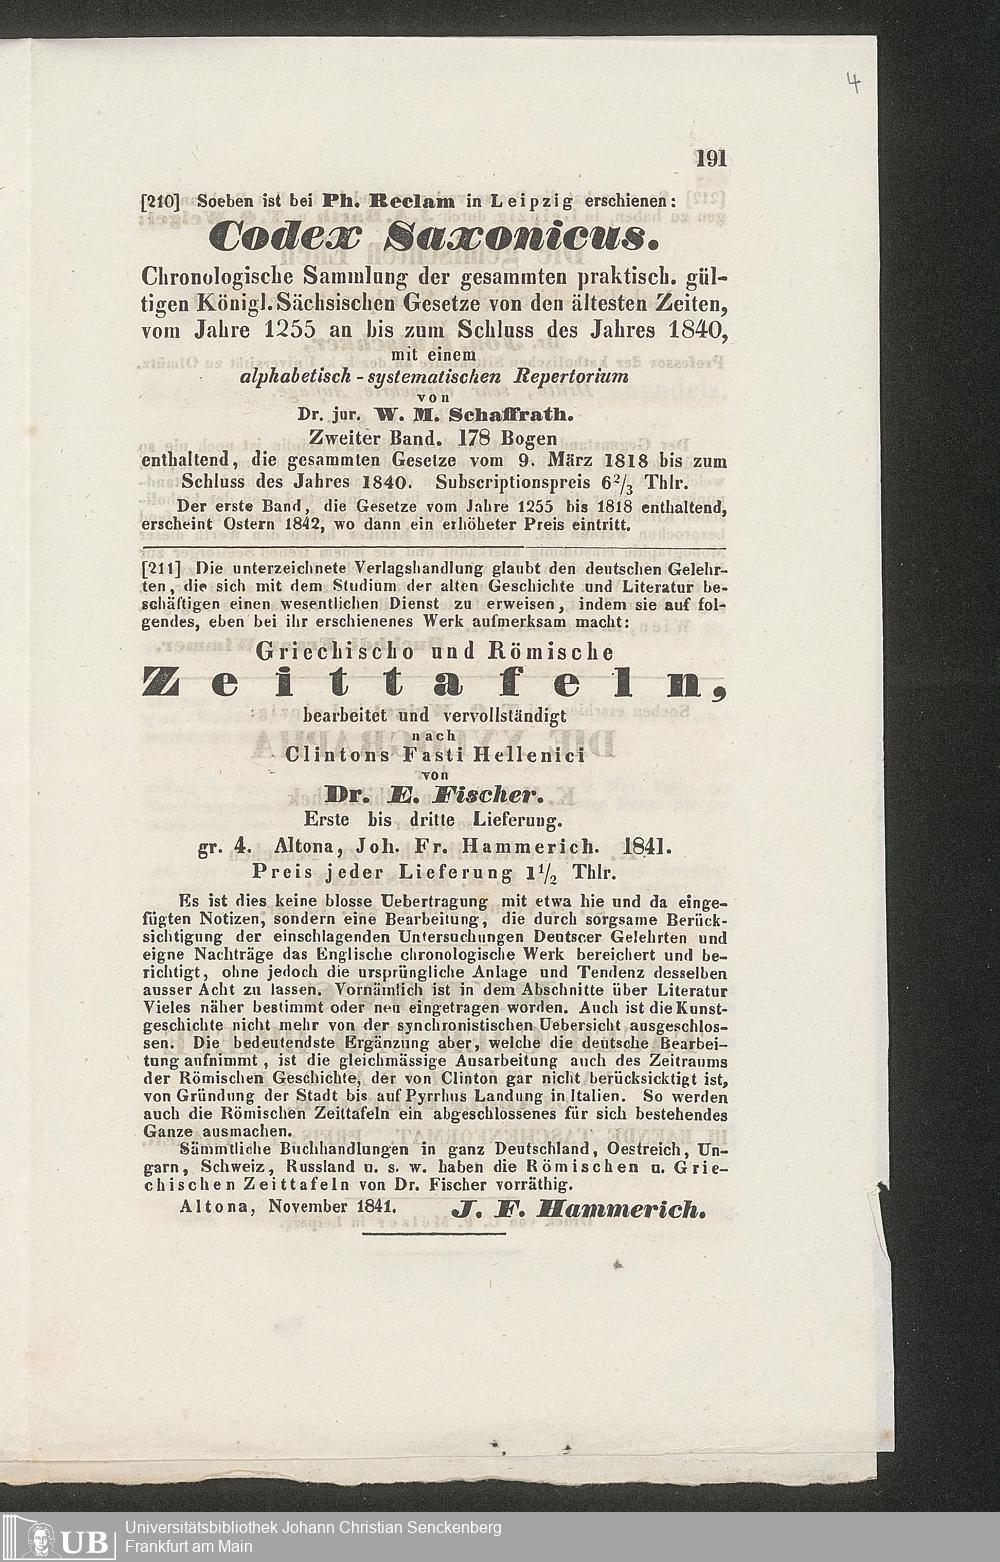 4
191
[210] Soeben ist bei Ph. Reclam in Leipzig erschienen:
Codex Saxonicus.
Chronologische Sammlung der gesammten praktisch. gül-
tigen Königl. Sächsischen Gesetze von den ältesten Zeiten,
vom Jahre 1255 an bis zum Schluss des Jahres 1840,
mit einem
alphabetisch-systematischen Repertorium
von
Dr. jur. W. M. Schaffrath.
Zweiter Band. 178 Bogen
enthaltend, die gesammten Gesetze vom 9. März 1818 bis zum
Schluss des Jahres 1840. Subscriptionspreis 6 2/3 Thlr.
Der erste Band, die Gesetze vom Jahre 1255 bis 1818 enthaltend,
erscheint Ostern 1842, wo dann ein erhöheter Preis eintritt.
[211] Die unterzeichnete Verlagshandlung glaubt den deutschen Gelehr-
ten, die sich mit dem Studium der alten Geschichte und Literatur be-
schäftigen einen wesentlichen Dienst zu erweisen, indem sie auf fol-
gendes, eben bei ihr erschienenes Werk aufmerksam macht:
Griechischo und Römische
Zeittafeln,
bearbeitet und vervollständigt
nach
Clintons Fasti Hellenici
von
Dr. E. Fischer.
Erste bis dritte Lieferung.
gr. 4. Altona, Joh. Fr. Hammerich. 1841.
Preis jeder Lieferung 1 1/2 Thlr.
Es ist dies keine blosse Uebertragung mit etwa hie und da einge-
fügten Notizen, sondern eine Bearbeitung, die durch sorgsame Berück-
sichtigung der einschlagenden Untersuchungen Deutscer Gelehrten und
eigne Nachträge das Englische chronologische Werk bereichert und be-
richtigt, ohne jedoch die ursprüngliche Anlage und Tendenz desselben
ausser Acht zu lassen. Vornämlich ist in dem Abschnitte über Literatur
Vieles näher bestimmt oder neu eingetragen worden. Auch ist die Kunst-
geschichte nicht mehr von der synchronistischen Uebersicht ausgeschlos-
sen. Die bedeutendste Ergänzung aber, welche die deutsche Bearbei-
tung aufnimmt, ist die gleichmässige Ausarbeitung auch des Zeitraums
der Römischen Geschichte, der von Clinton gar nicht berücksicktigt ist,
von Gründung der Stadt bis auf Pyrrhus Landung in Italien. So werden
auch die Römischen Zeittafeln ein abgeschlossenes für sich bestehendes
Ganze ausmachen.
Sämmtliche Buchhandlungen in ganz Deutschland, Oestreich, Un-
garn, Schweiz, Russland u. s. w. haben die Römischen u. Grie-
chischen Zeittafeln von Dr. Fischer vorräthig.
Altona, November 1841. J. F. Hammerich.
UB
Universitätsbibliothek Johann Christian Senckenberg
Frankfurt am Main